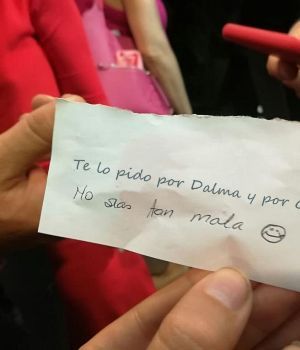 Te lo pido por Dalma y por
No seas tan mala